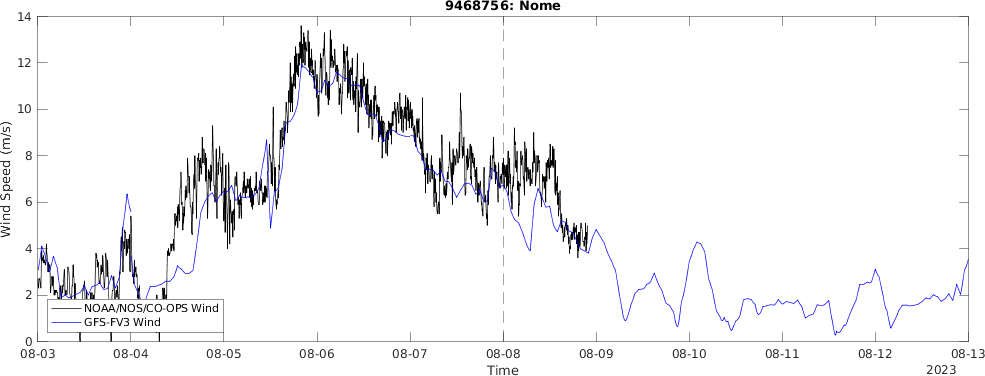 9468756: Nome
14
12
10
8
6
4
2
0
Wind Speed (m/s)
NOAA/NOS/CO-OPS Wind
GFS-FV3 Wind
08-03 08-04 08-05 08-06 08-07 08-08 08-09 08-10 08-11 08-12 08-13
Time
2023